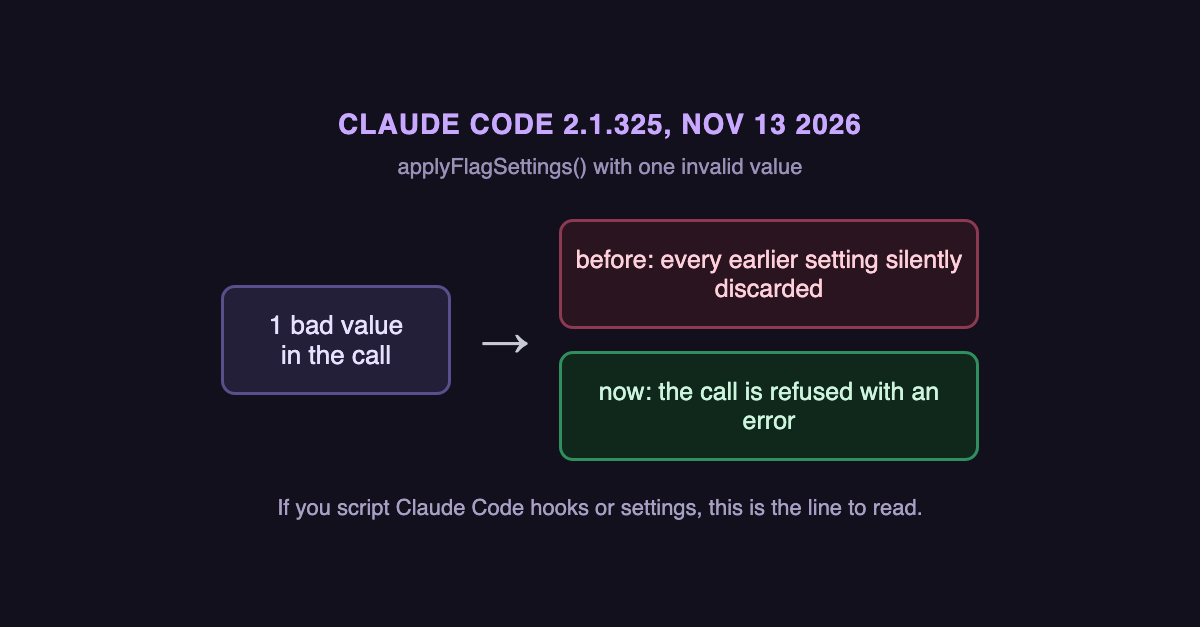 CLAUDE CODE 2.1.325, NOV 13 2026
applyFlagSettings() with one invalid value
1 bad value
in the call
→
before: every earlier setting silently
discarded
now: the call is refused with an
error
If you script Claude Code hooks or settings, this is the line to read.